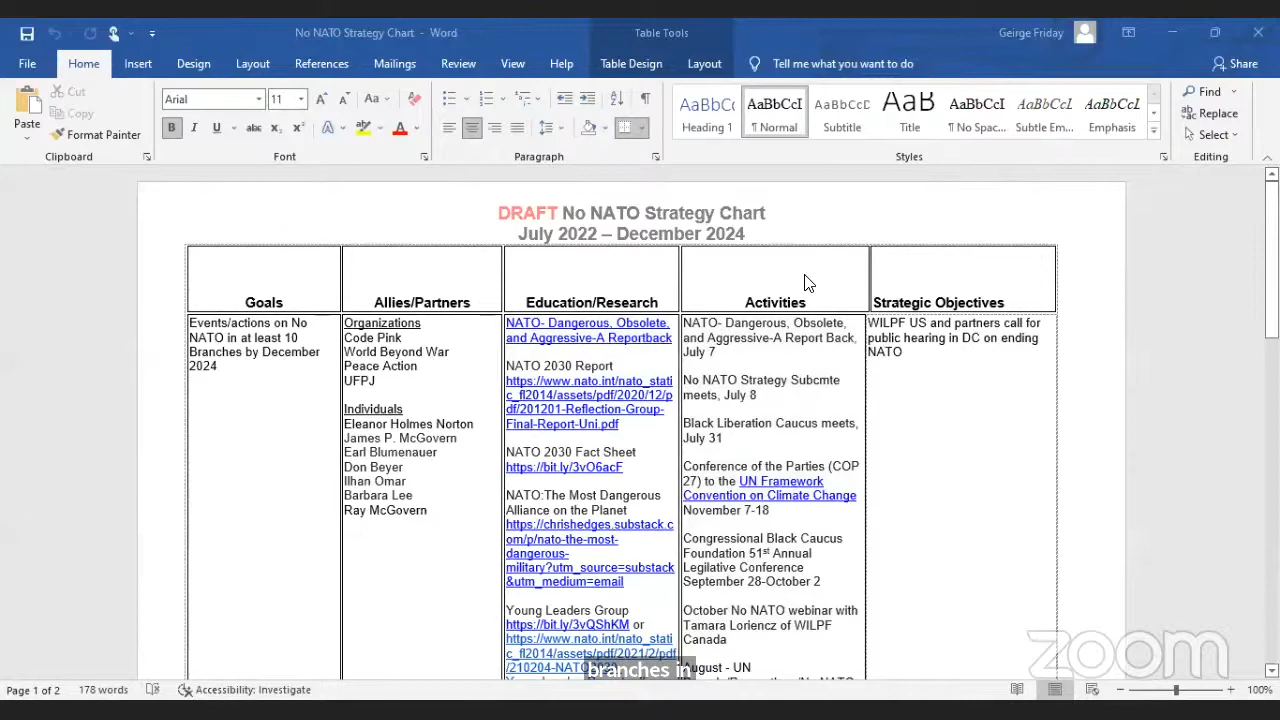 No NATO Strategy Chart - Word
Table Tools
Geirge Friday
File
Home
Insert
Design
Layout
References
Mailings
Review
View
Help
Table Design
Layout
Tell me what you want to do
Share
Paste
Cut
Copy
Format Painter
Clipboard
Arial
11
Font
Paragraph
AaBbCc
Heading 1
AaBbCcI
¶ Normal
AaBbCcI
Subtitle
AaB
Title
AaBbCcI
¶ No Spac...
AaBbCcI
Subtle Em...
AaBbCcI
Emphasis
Styles
Find
Replace
Select
Editing
DRAFT No NATO Strategy Chart
July 2022 – December 2024
Goals
Allies/Partners
Education/Research
Activities
Strategic Objectives
Events/actions on No
NATO in at least 10
Branches by December
2024
Organizations
Code Pink
World Beyond War
Peace Action
UFPJ
Individuals
Eleanor Holmes Norton
James P. McGovern
Earl Blumenauer
Don Beyer
Ilhan Omar
Barbara Lee
Ray McGovern
NATO- Dangerous, Obsolete,
and Aggressive-A Reportback
NATO 2030 Report
https://www.nato.int/nato_stati
c_fl2014/assets/pdf/2020/12/p
df/201201-Reflection-Group-
Final-Report-Uni.pdf
NATO 2030 Fact Sheet
https://bit.ly/3vO6acF
NATO:The Most Dangerous
Alliance on the Planet
https://chrishedges.substack.c
om/p/nato-the-most-
dangerous-
military?utm_source=substack
&utm_medium=email
Young Leaders Group
https://bit.ly/3vQShKM or
https://www.nato.int/nato_stati
c_fl2014/assets/pdf/2021/2/pdf
/210204-NATO
NATO- Dangerous, Obsolete,
and Aggressive-A Report Back,
July 7
No NATO Strategy Subcmte
meets, July 8
Black Liberation Caucus meets,
July 31
Conference of the Parties (COP
27) to the UN Framework
Convention on Climate Change
November 7-18
Congressional Black Caucus
Foundation 51st Annual
Legilative Conference
September 28-October 2
October No NATO webinar with
Tamara Loriencz of WILPF
Canada
August - UN
WILPF US and partners call for
public hearing in DC on ending
NATO
branches in
zoom
Page 1 of 2
178 words
Accessibility: Investigate
100%